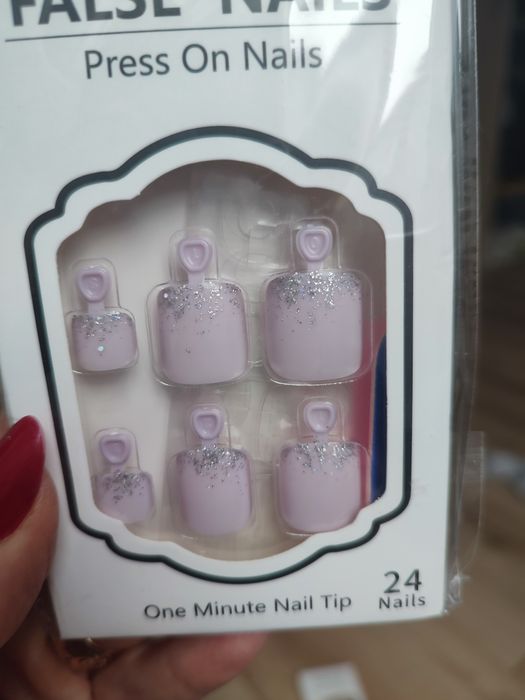 FALSE NAILS
Press On Nails
One Minute Nail Tip
24
Nails